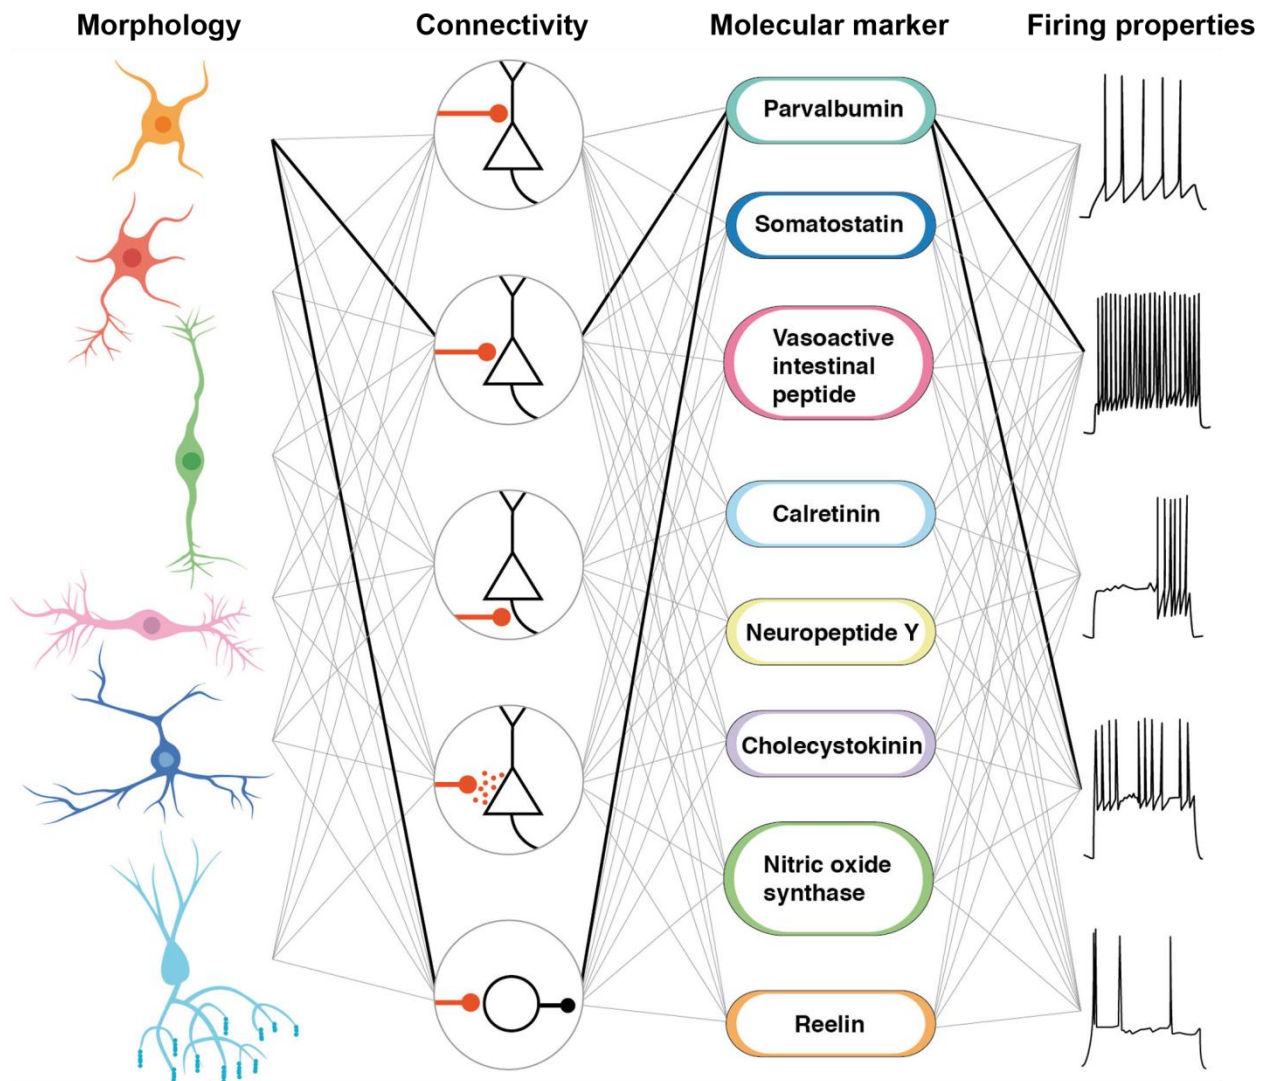 Morphology
Connectivity
Molecular marker
Firing properties
Parvalbumin
Somatostatin
Vasoactive
intestinal
peptide
Calretinin
Neuropeptide Y
Cholecystokinin
Nitric oxide
synthase
Reelin